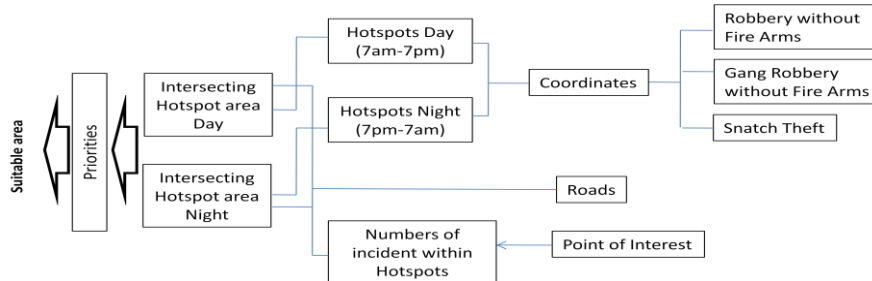 Suitable area
Priorities
Intersecting
Hotspot area
Day
Intersecting
Hotspot area
Night
Hotspots Day
(7am-7pm)
Hotspots Night
(7pm-7am)
Numbers of
incident within
Hotspots
Coordinates
Roads
Point of Interest
Robbery without
Fire Arms
Gang Robbery
without Fire Arms
Snatch Theft